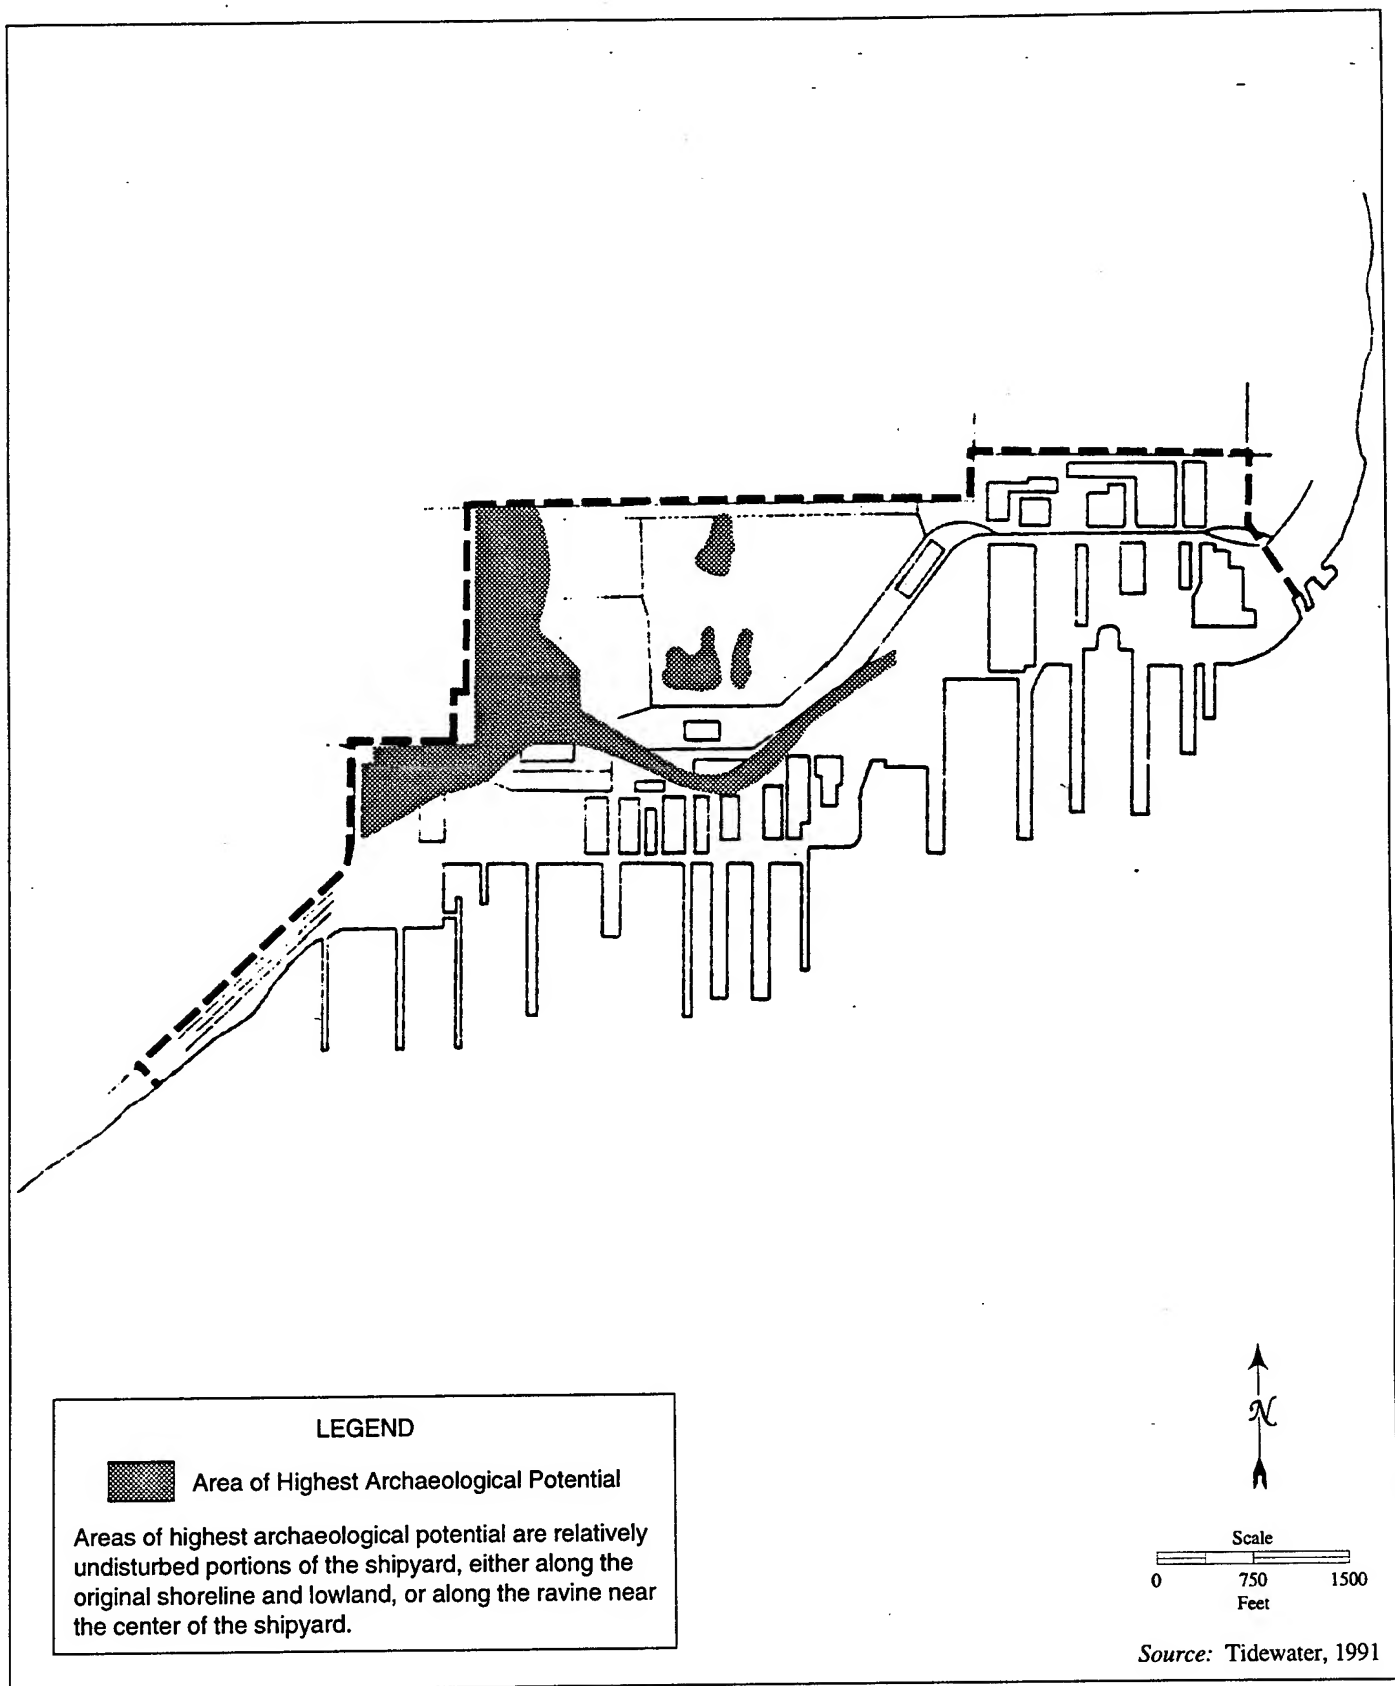 LEGEND
Area of Highest Archaeological Potential
Areas of highest archaeological potential are relatively
undisturbed portions of the shipyard, either along the
original shoreline and lowland, or along the ravine near
the center of the shipyard.
N
Scale
0 750 1500
Feet
Source: Tidewater, 1991